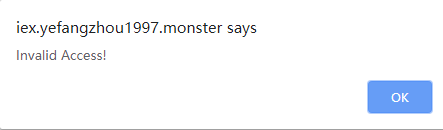 iex.yefangzhou1997.monster says
Invalid Access!
OK